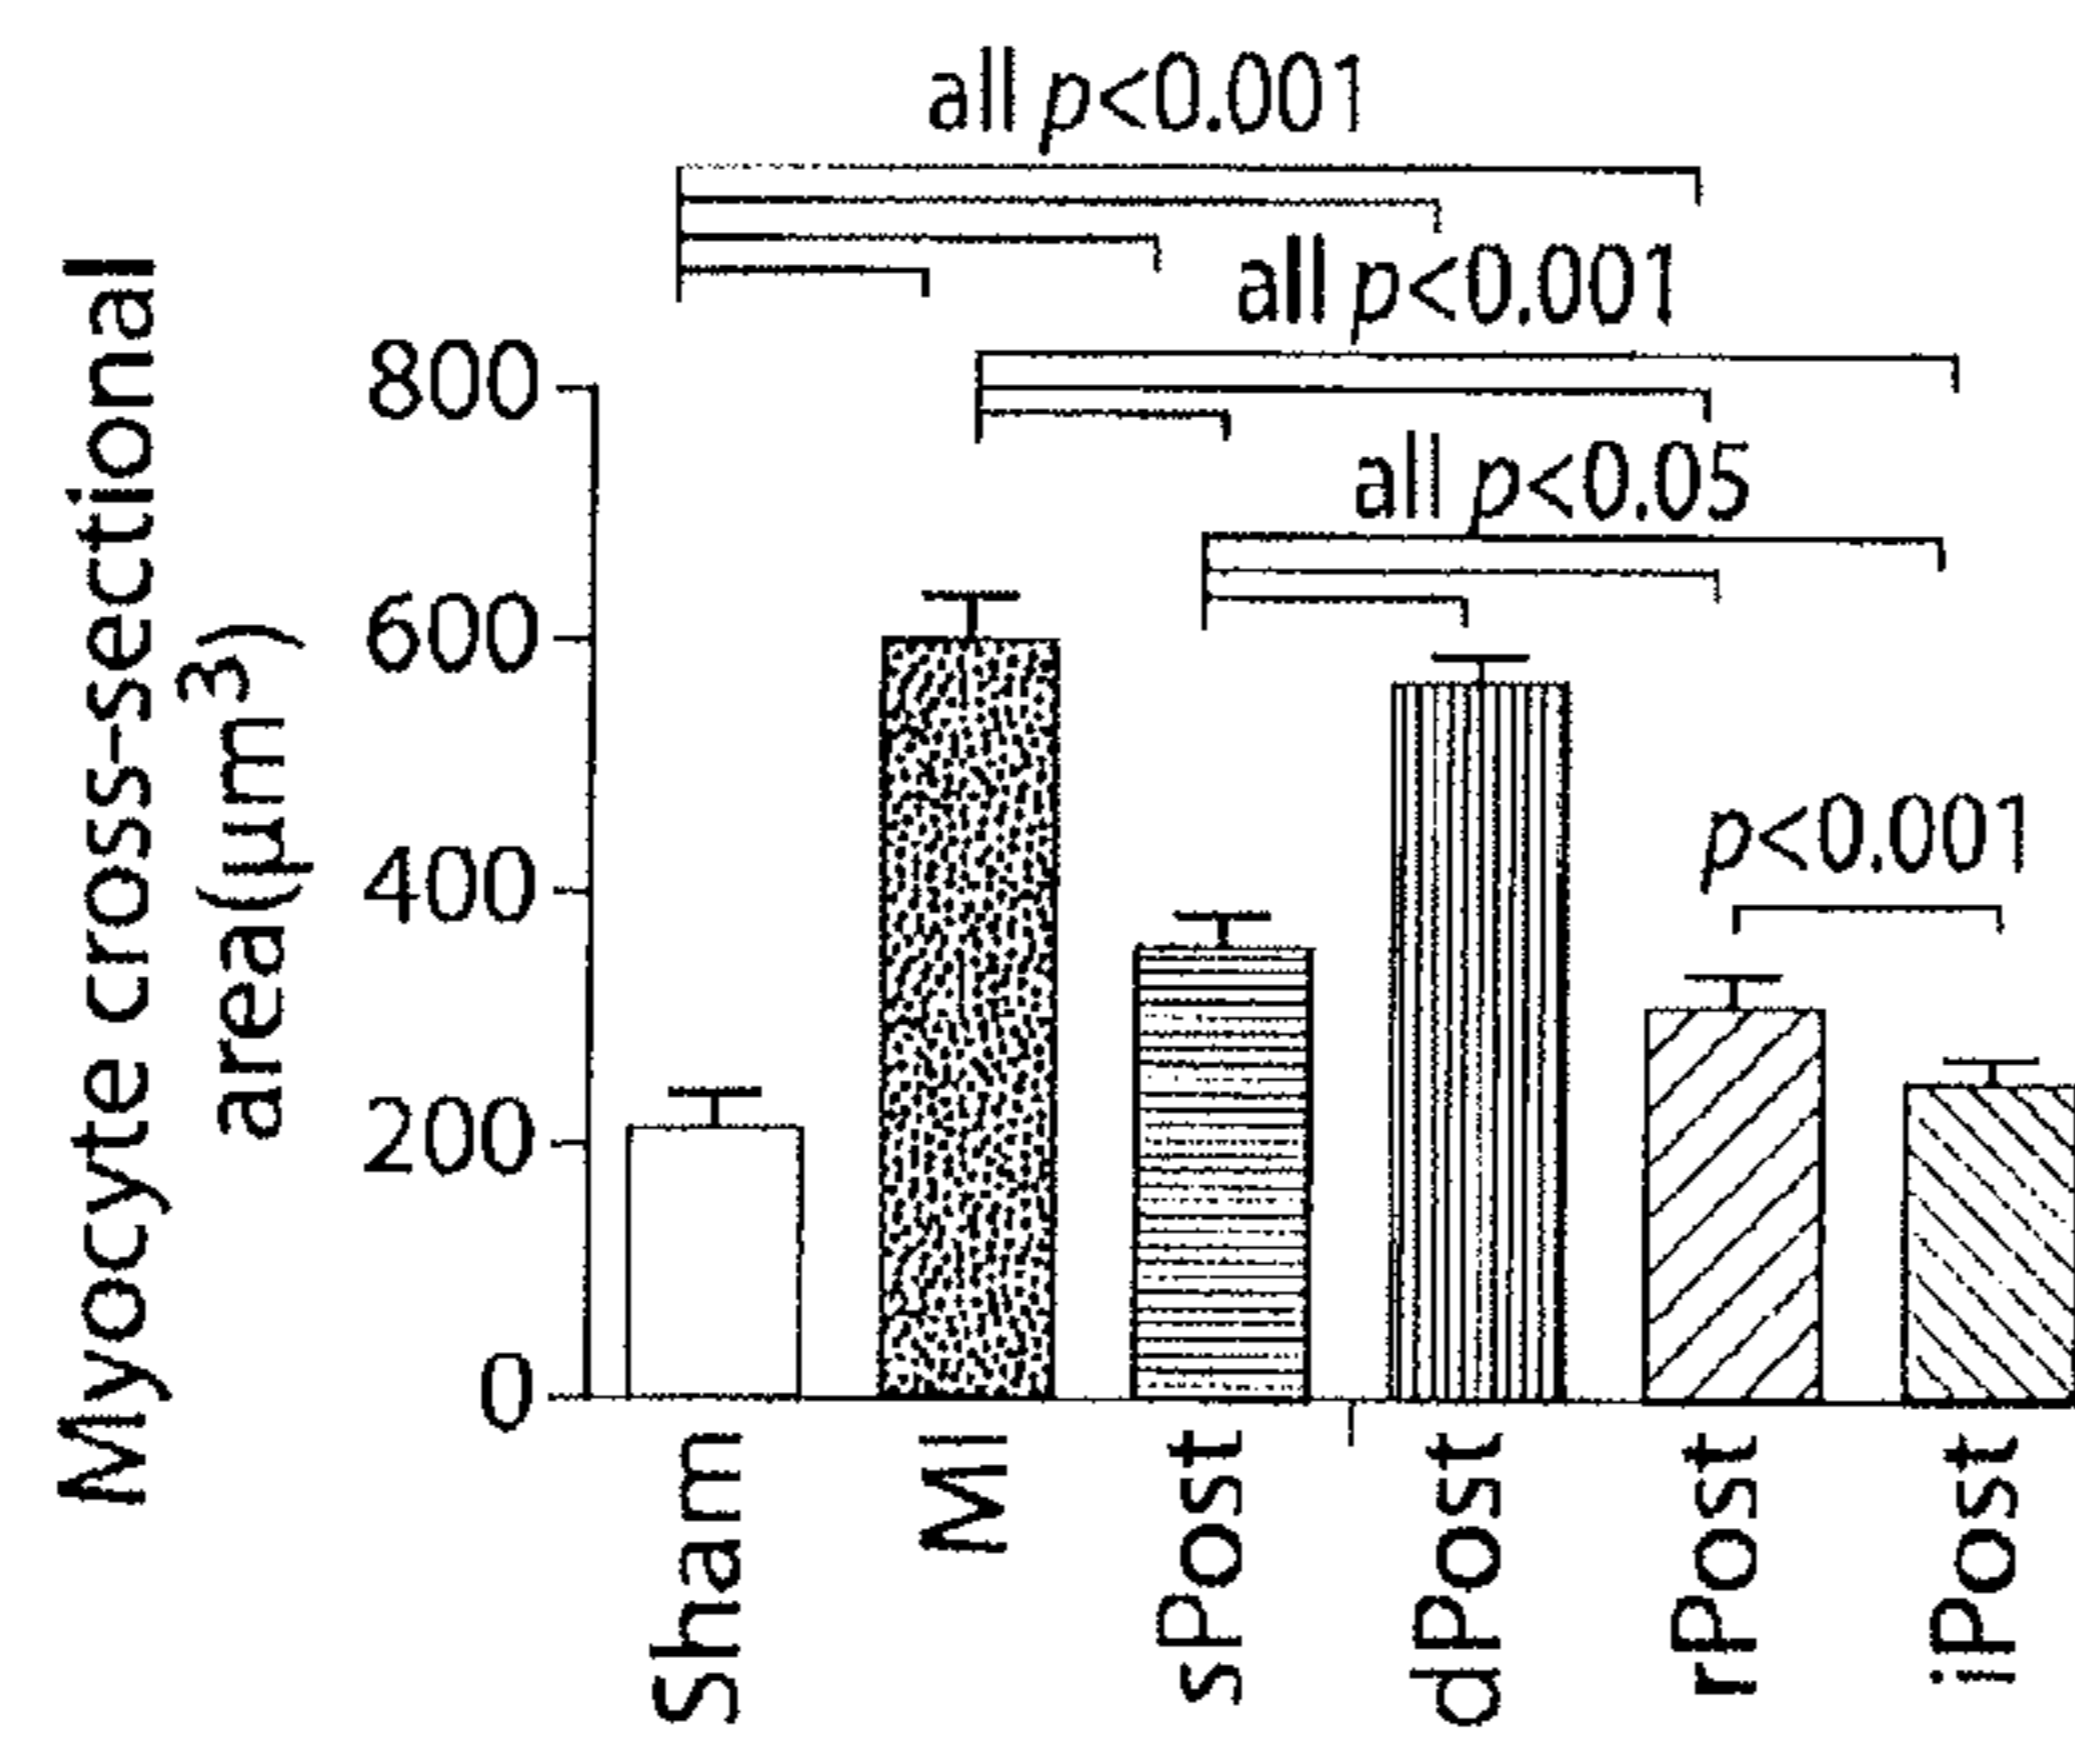 all p<0.001
all p<0.001
all p<0.05
p<0.001
Myocyte cross-sectional
area(µm³)
800
600
400
200
0
Sham
MI
sPost
dPost
rPost
iPost